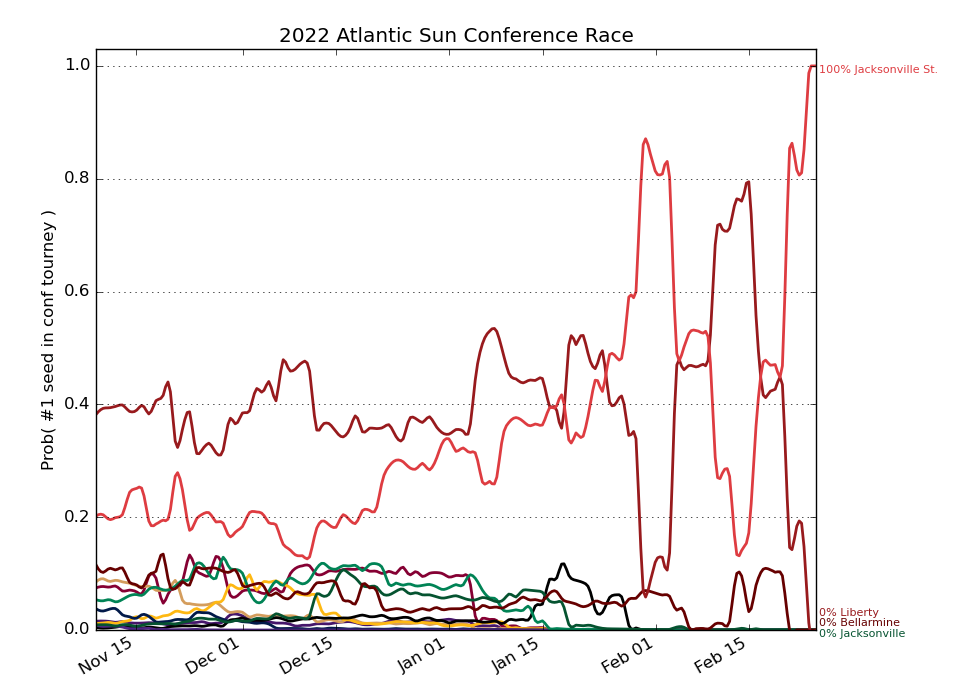 2022 Atlantic Sun Conference Race
Prob( #1 seed in conf tourney )
1.0
0.8
0.6
0.4
0.2
0.0
100% Jacksonville St.
0% Liberty
0% Bellarmine
0% Jacksonville
Nov 15
Dec 01
Dec 15
Jan 01
Jan 15
Feb 01
Feb 15